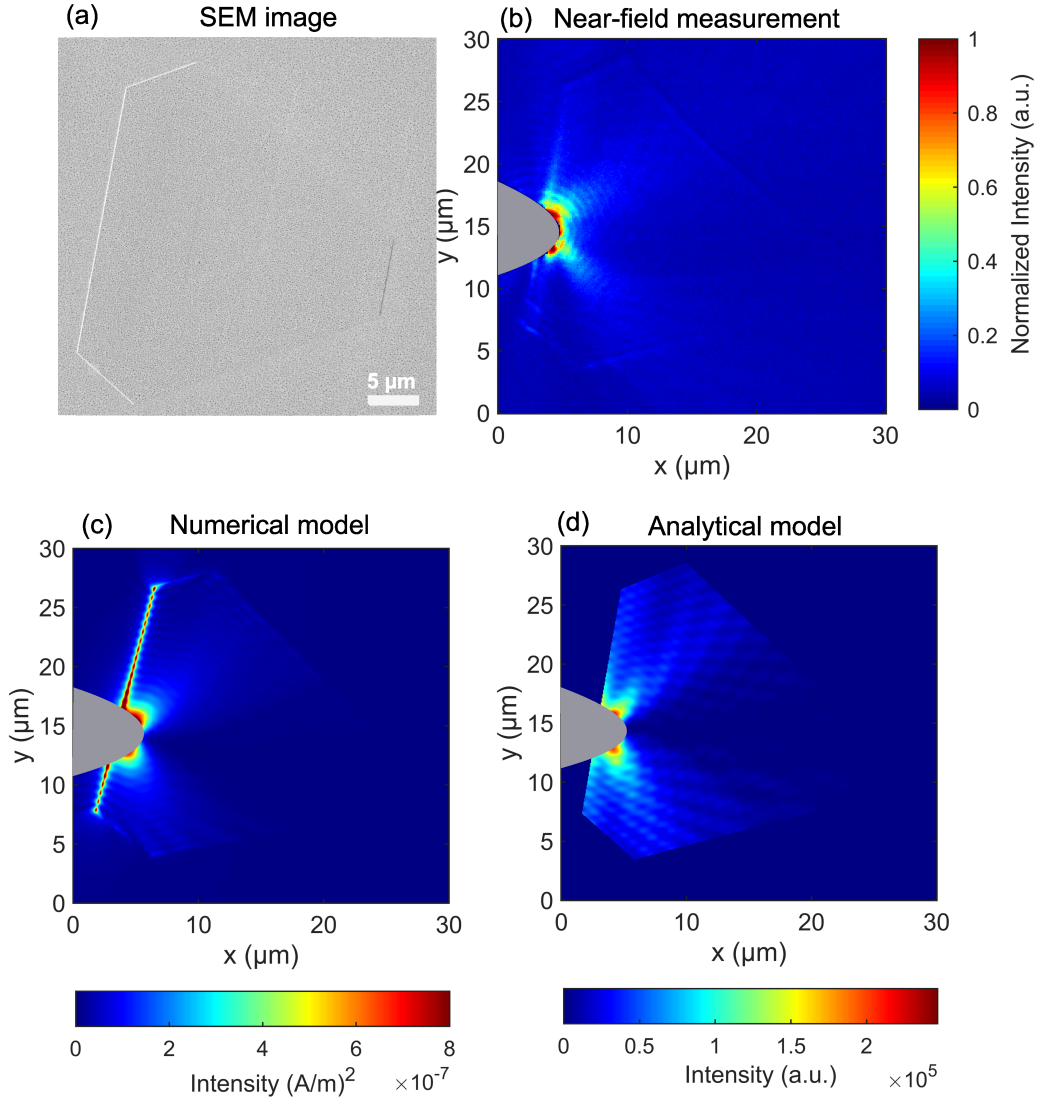 (a) SEM image
5 µm
(b) Near-field measurement
30
25
20
15
10
5
0
y (µm)
0 10 20 30
x (µm)
1
0.8
0.6
0.4
0.2
0
Normalized Intensity (a.u.)
(c) Numerical model
30
25
20
15
10
5
0
y (µm)
0 10 20 30
x (µm)
0 2 4 6 8
Intensity (A/m)² ×10⁻⁷
(d) Analytical model
30
25
20
15
10
5
0
y (µm)
0 10 20 30
x (µm)
0 0.5 1 1.5 2
Intensity (a.u.) ×10⁵